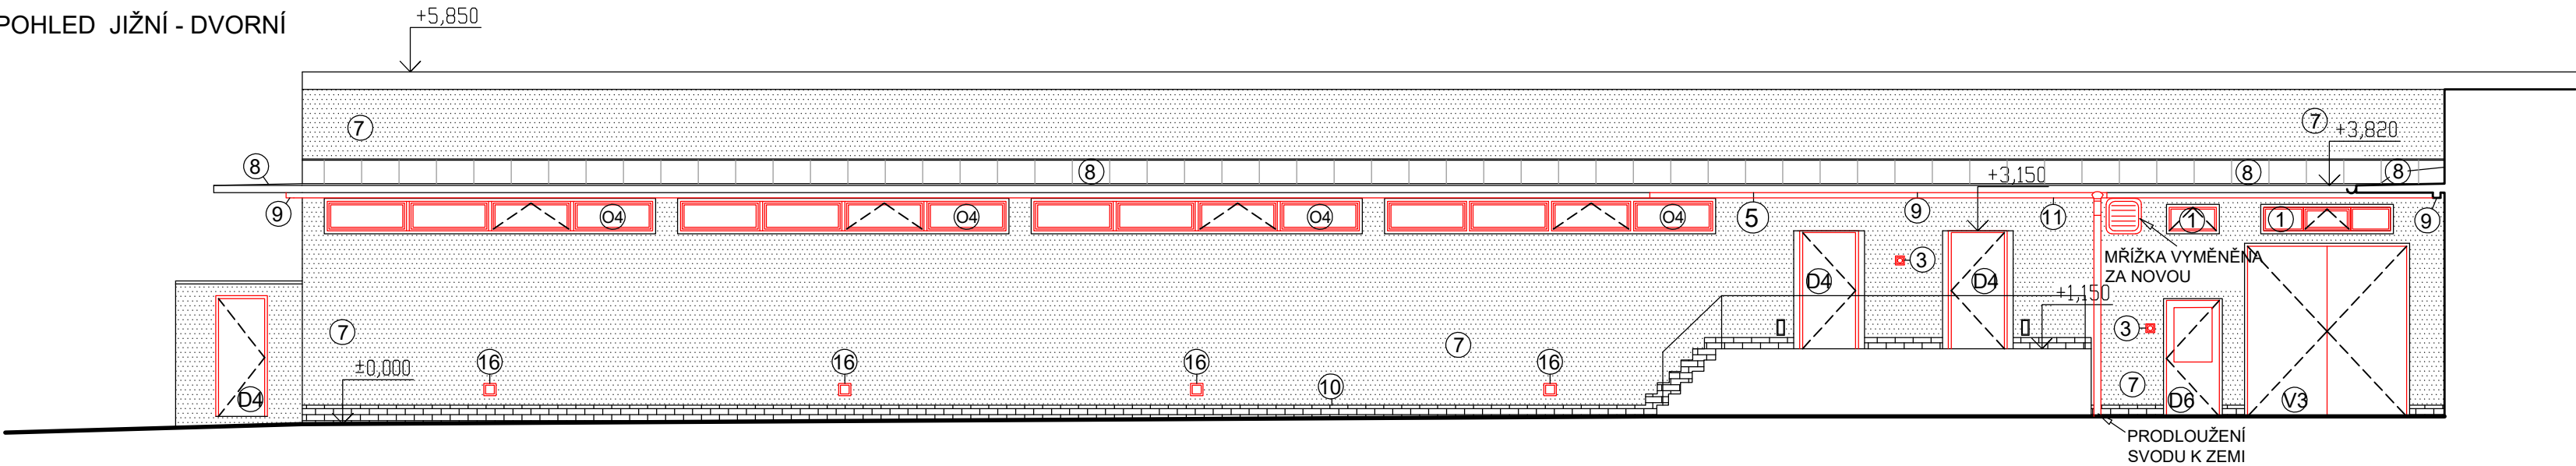 POHLED JIŽNÍ - DVORNÍ
+5,850
7
7
+3,820
8
8
8
8
+3,150
9
O4
O4
O4
O4
5
9
11
1
1
9
MŘÍŽKA VYMĚNĚNA
ZA NOVOU
3
D4
D4
+1,150
3
7
±0,000
16
16
16
16
7
10
7
D4
D6
V3
PRODLOUŽENÍ
SVODU K ZEMI